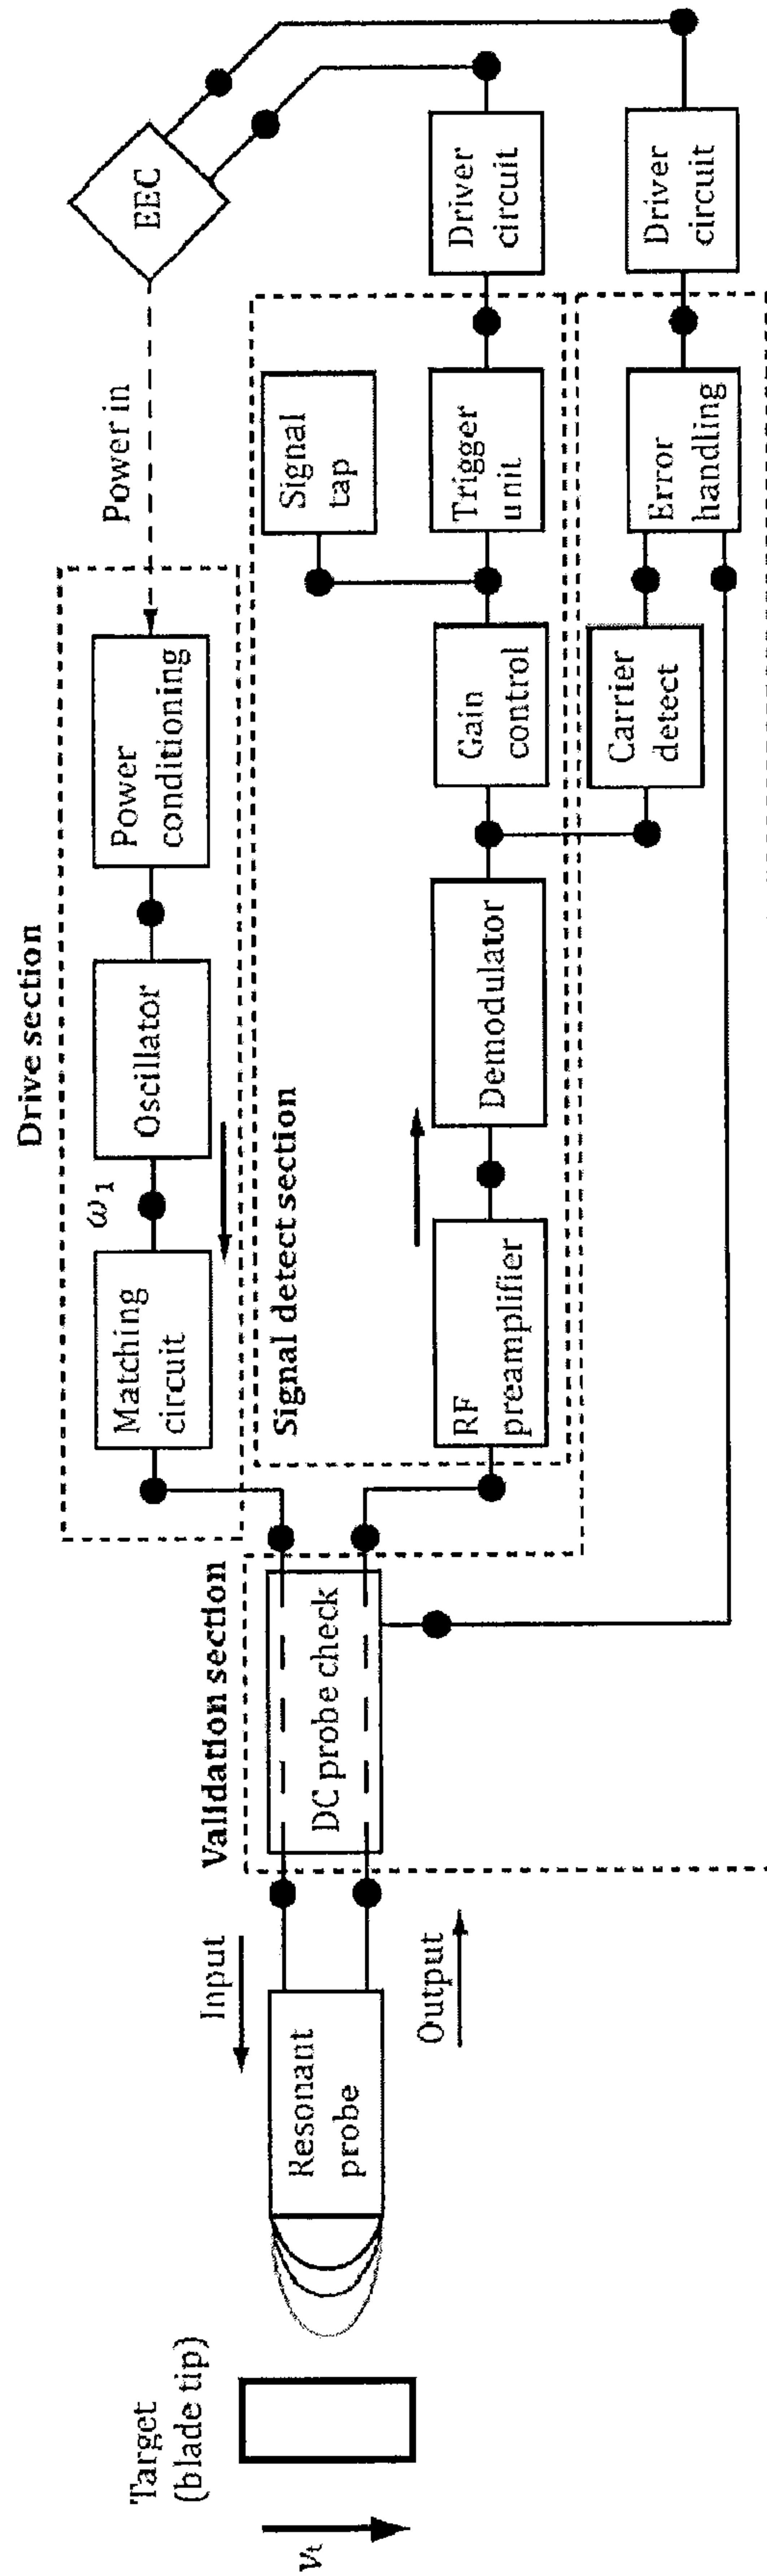 Target
(blade tip)
vt
Resonant
probe
Input
Output
Validation section
DC probe check
Drive section
Matching
circuit
ω1
Oscillator
Power
conditioning
Power in
EEC
Signal detect section
RF
preamplifier
Demodulator
Gain
control
Signal
tap
Trigger
unit
Driver
circuit
Carrier
detect
Error
handling
Driver
circuit